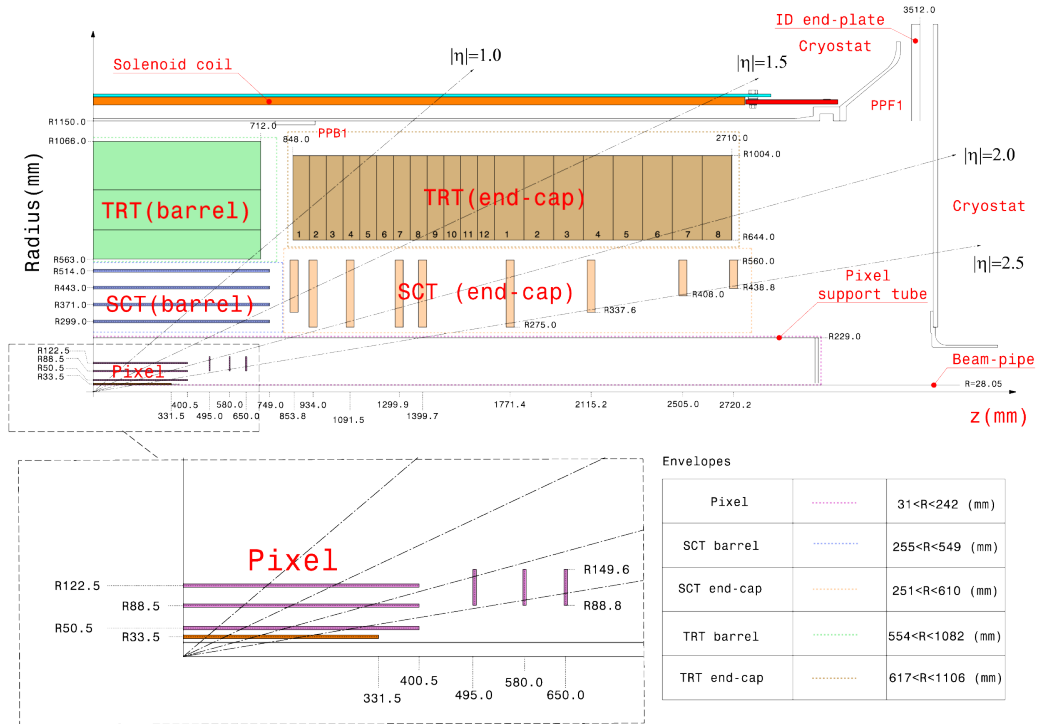 3512.0
ID end-plate
Cryostat
|η|=1.0
|η|=1.5
Solenoid coil
PPF1
R1150.0
712.0
PPB1
R1066.0
848.0
2710.0
R1004.0
|η|=2.0
TRT(barrel)
TRT(end-cap)
Radius(mm)
Cryostat
1 2 3 4 5 6 7 8 9 10 11 12 1 2 3 4 5 6 7 8
R644.0
R563.0
R560.0
R514.0
|η|=2.5
Pixel
support tube
R443.0
R438.8
SCT(barrel)
SCT (end-cap)
R408.0
R371.0
R337.6
R299.0
R275.0
R229.0
R122.5
R88.5
R50.5
R33.5
Pixel
Beam-pipe
R=28.05
400.5 580.0 749.0 934.0 1299.9 1771.4 2115.2 2505.0 2720.2
331.5 495.0 650.0 853.8 1091.5 1399.7
z(mm)
Envelopes
Pixel 31<R<242 (mm)
SCT barrel 255<R<549 (mm)
SCT end-cap 251<R<610 (mm)
TRT barrel 554<R<1082 (mm)
TRT end-cap 617<R<1106 (mm)
Pixel
R149.6
R122.5
R88.5
R88.8
R50.5
R33.5
400.5 580.0
331.5 495.0 650.0